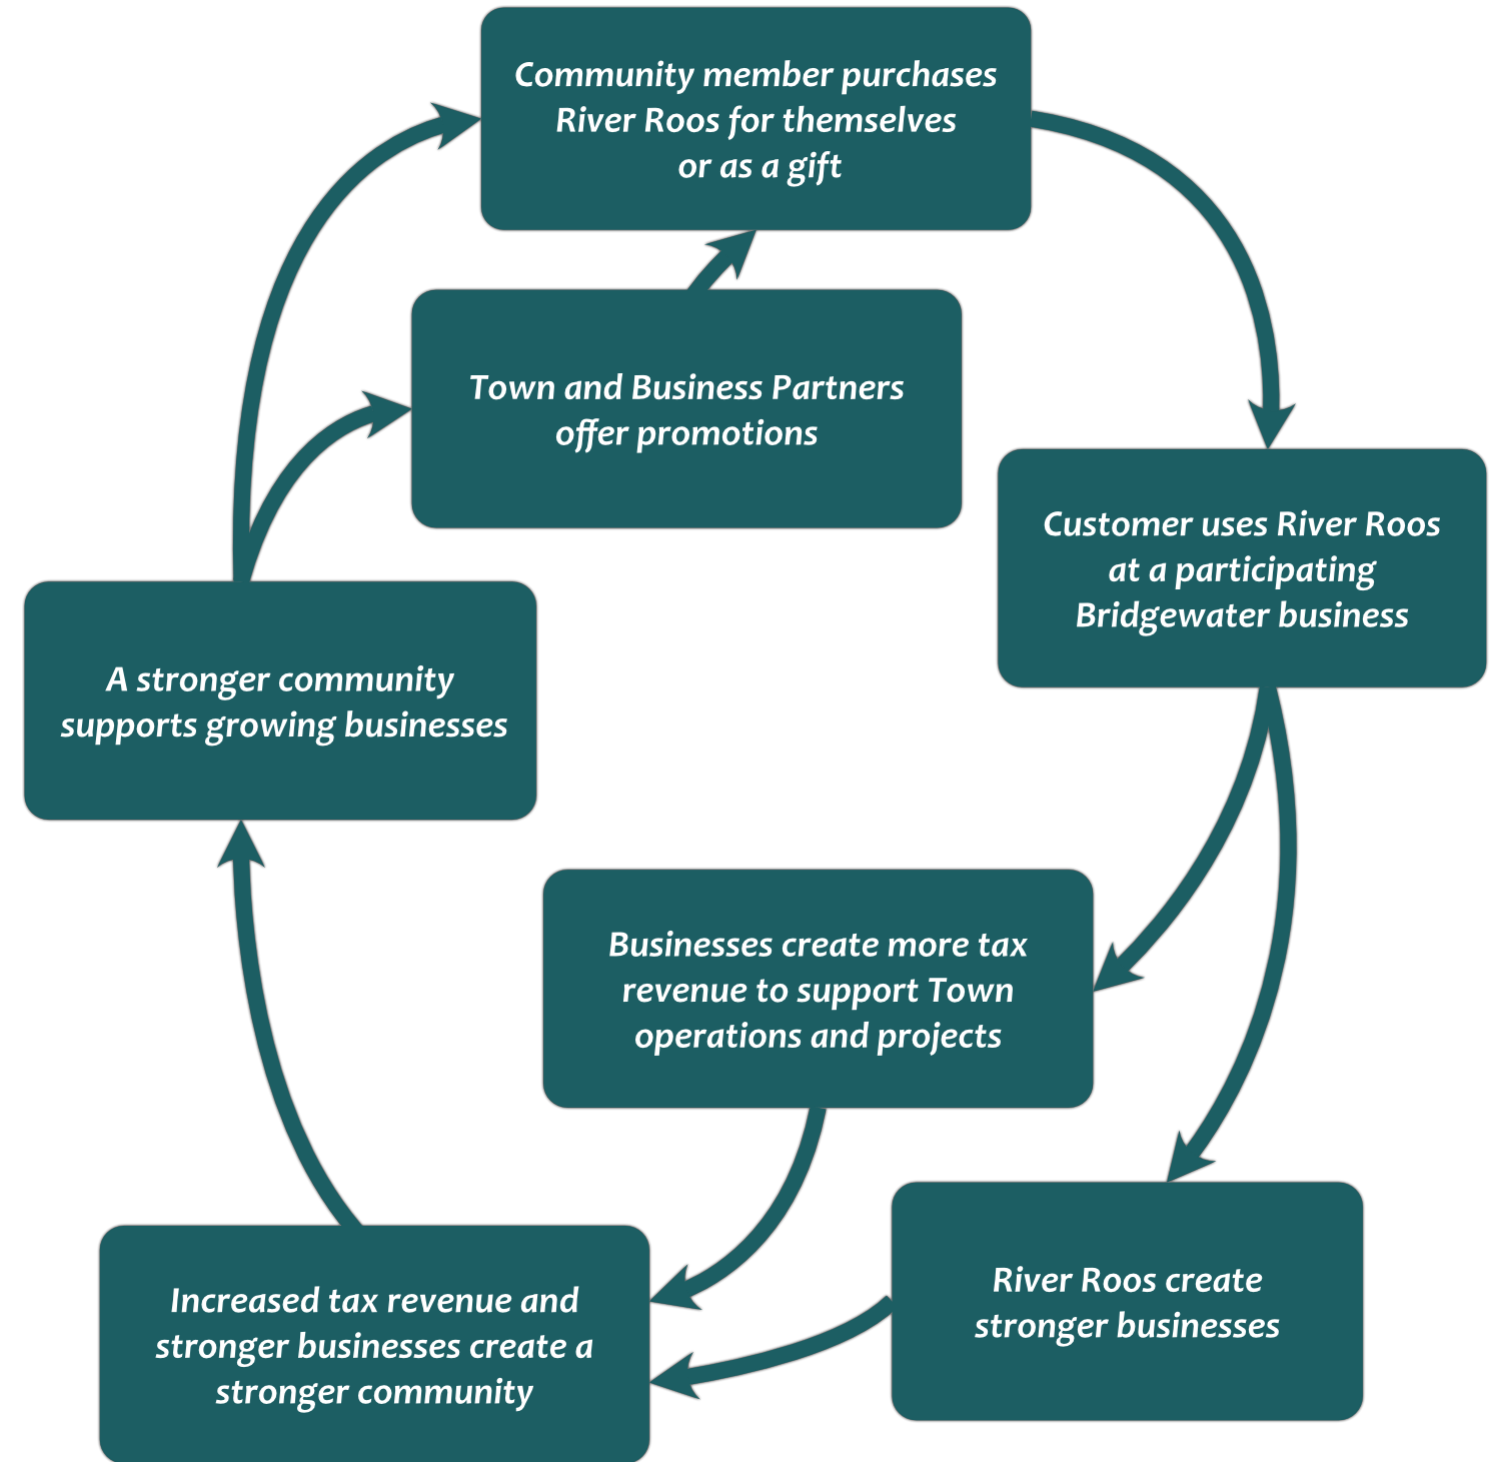 Community member purchases
River Roos for themselves
or as a gift
Town and Business Partners
offer promotions
Customer uses River Roos
at a participating
Bridgewater business
A stronger community
supports growing businesses
Businesses create more tax
revenue to support Town
operations and projects
River Roos create
stronger businesses
Increased tax revenue and
stronger businesses create a
stronger community